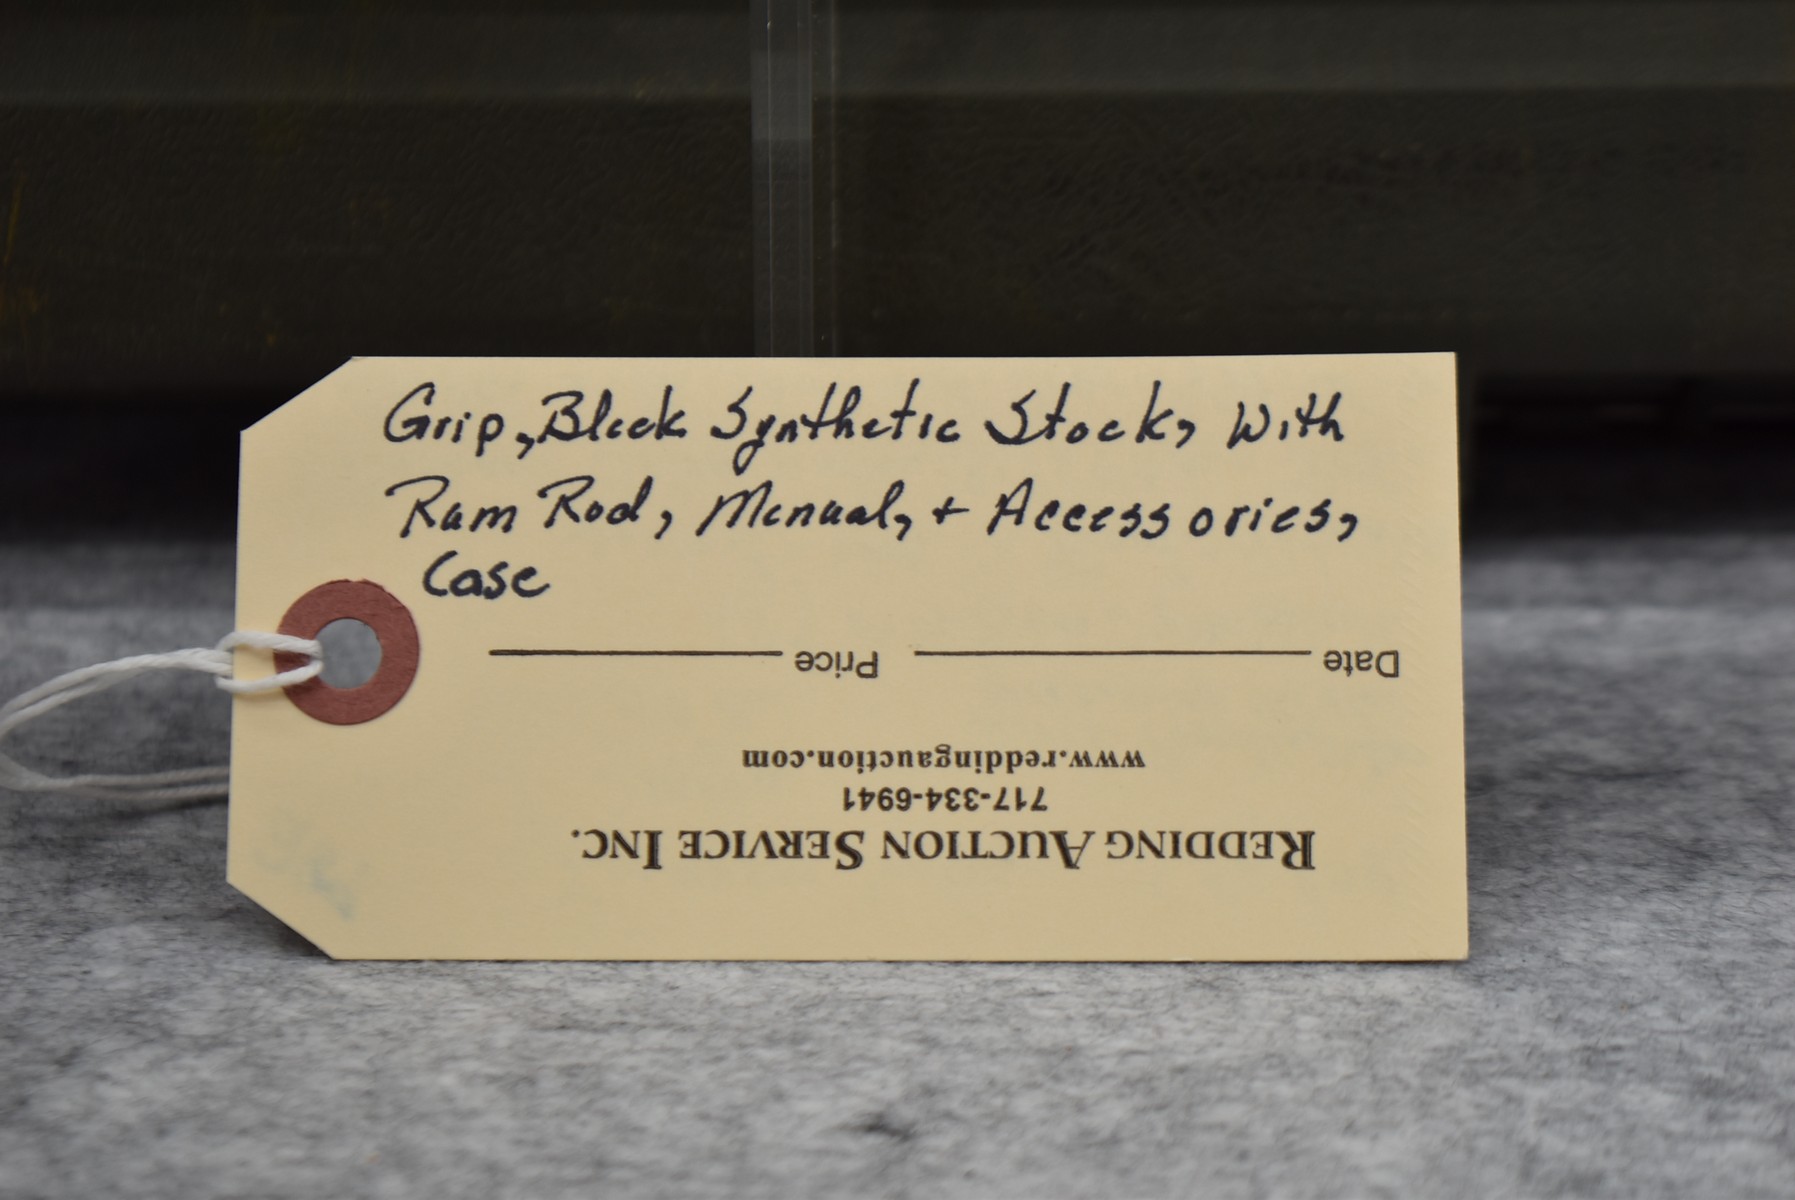 Grip, Black Synthetic Stock, With
Ram Rod, Manual, + Accessories,
Case
Date Price
www.reddingauction.com
717-334-6941
REDDING AUCTION SERVICE INC.